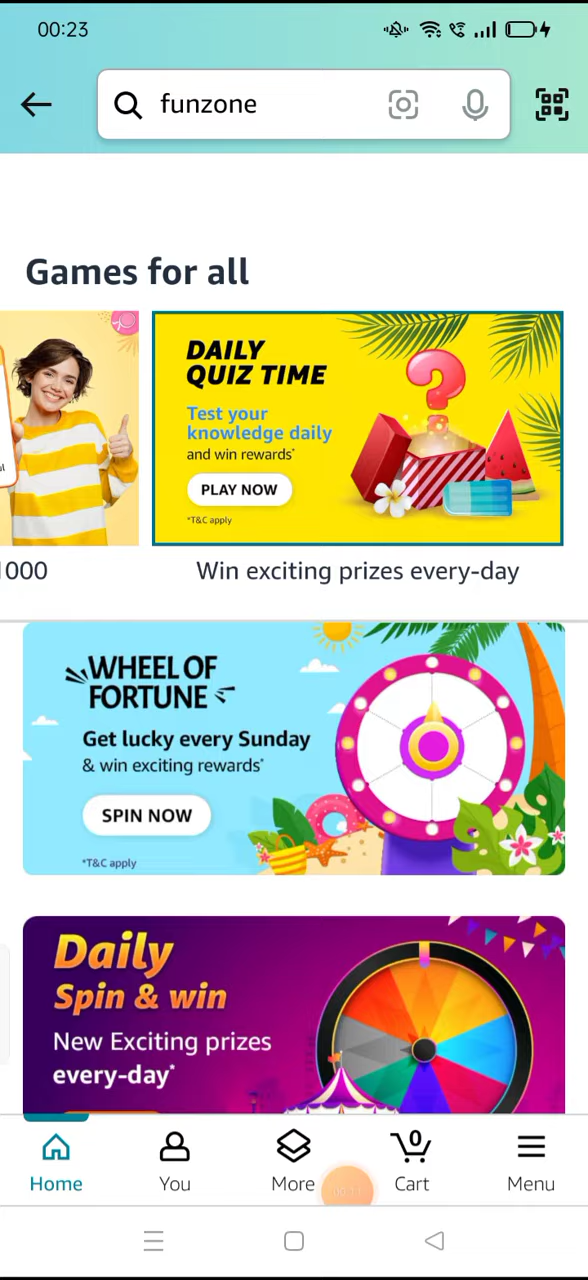 00:23
funzone
Games for all
DAILY
QUIZ TIME
Test your
knowledge daily
and win rewards*
PLAY NOW
*T&C apply
1000
Win exciting prizes every-day
WHEEL OF
FORTUNE
Get lucky every Sunday
& win exciting rewards*
SPIN NOW
*T&C apply
Daily
Spin & win
New Exciting prizes
every-day*
0
Home
You
More
Cart
Menu